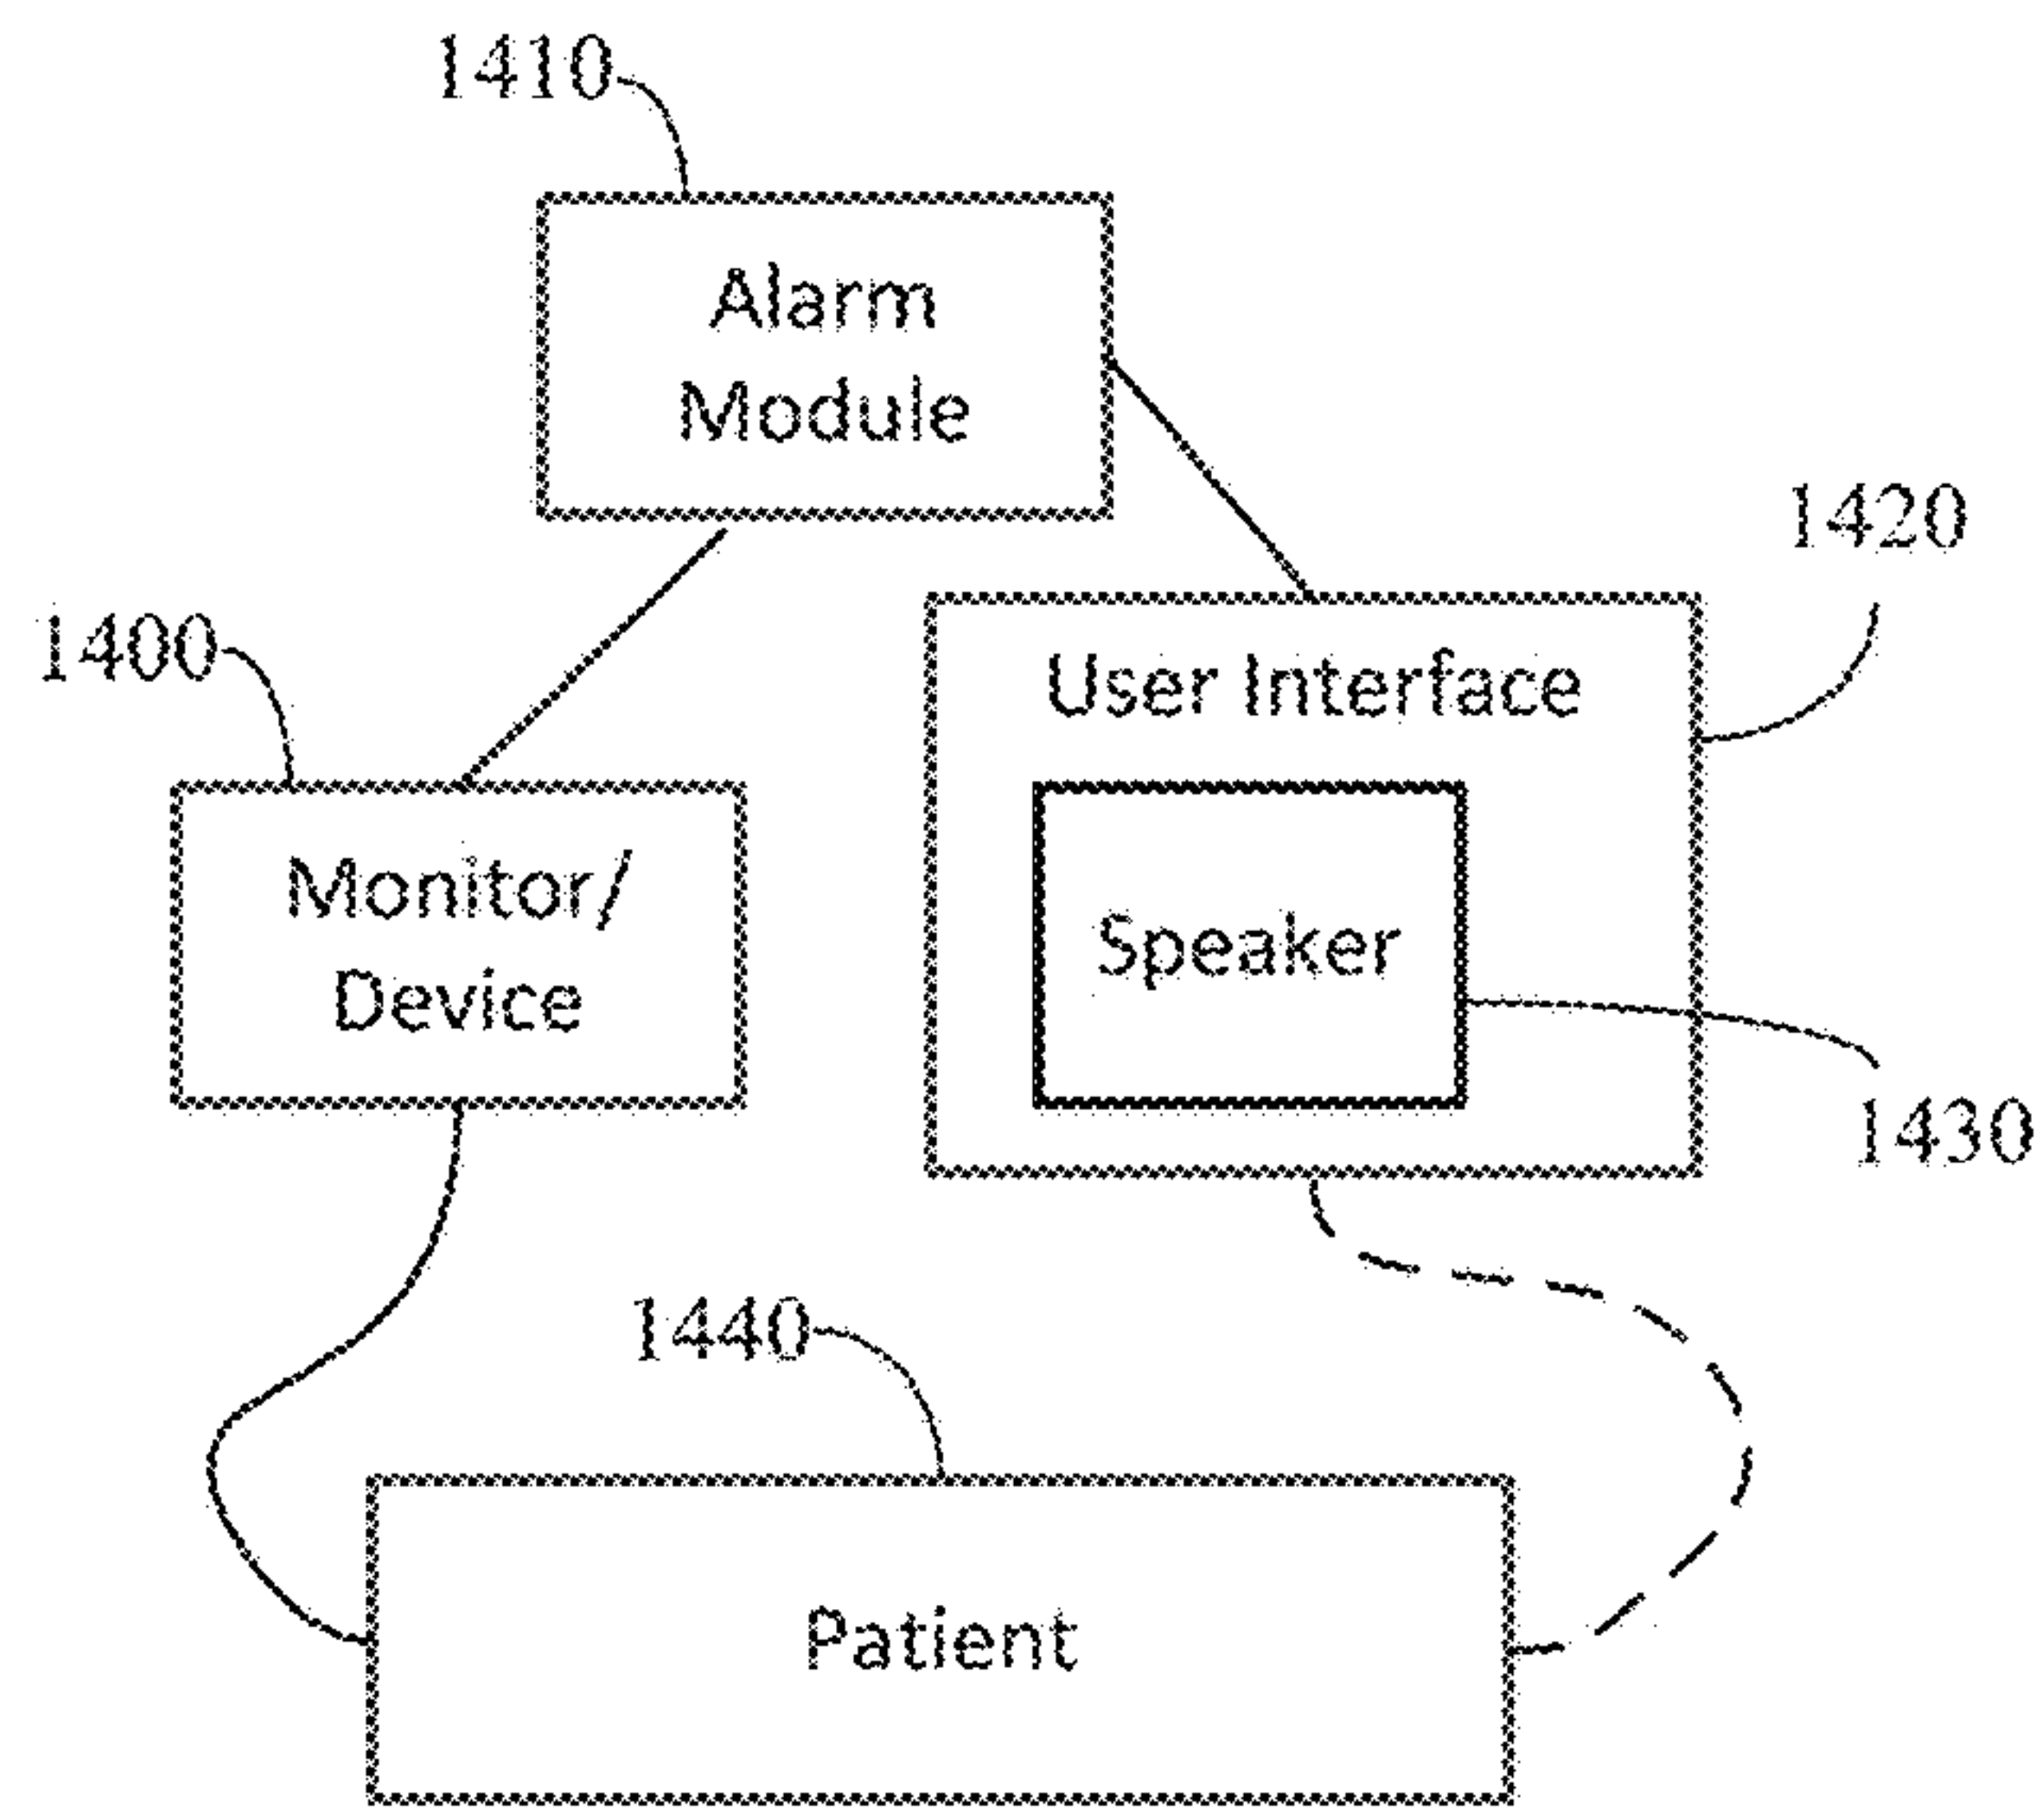 1410
Alarm
Module
1420
1400
User Interface
Monitor/
Device
Speaker
1430
1440
Patient